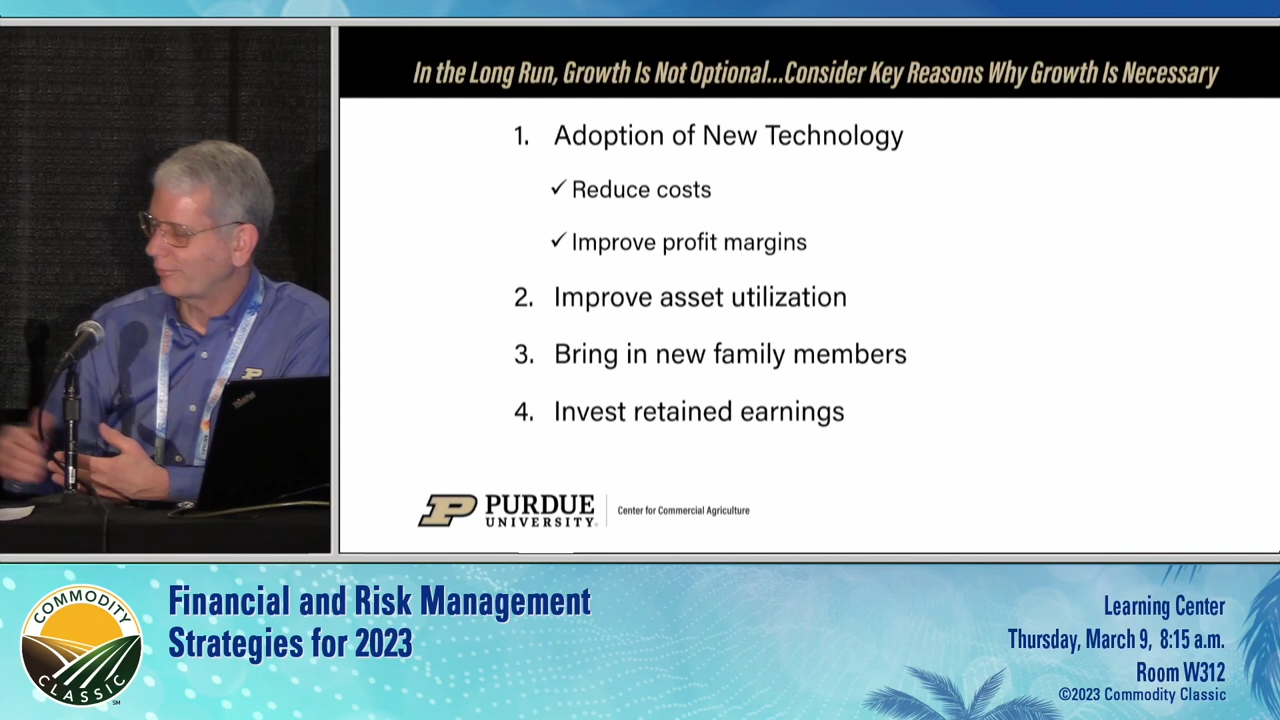 In the Long Run, Growth Is Not Optional...Consider Key Reasons Why Growth Is Necessary
1. Adoption of New Technology
✓ Reduce costs
✓ Improve profit margins
2. Improve asset utilization
3. Bring in new family members
4. Invest retained earnings
P PURDUE UNIVERSITY. Center for Commercial Agriculture
P
ThinkPad
COMMODITY CLASSIC SM
Financial and Risk Management
Strategies for 2023
Learning Center
Thursday, March 9, 8:15 a.m.
Room W312
©2023 Commodity Classic